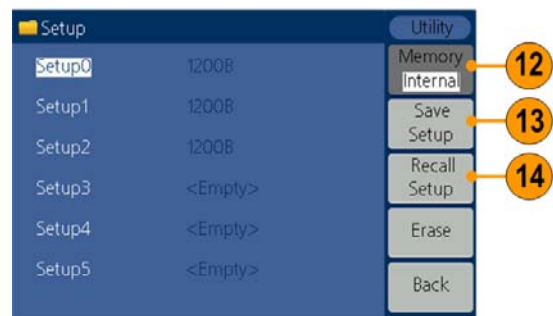 Setup
Utility
Setup0 1200B
Setup1 1200B
Setup2 1200B
Setup3 <Empty>
Setup4 <Empty>
Setup5 <Empty>
Memory
Internal
Save
Setup
Recall
Setup
Erase
Back
12
13
14